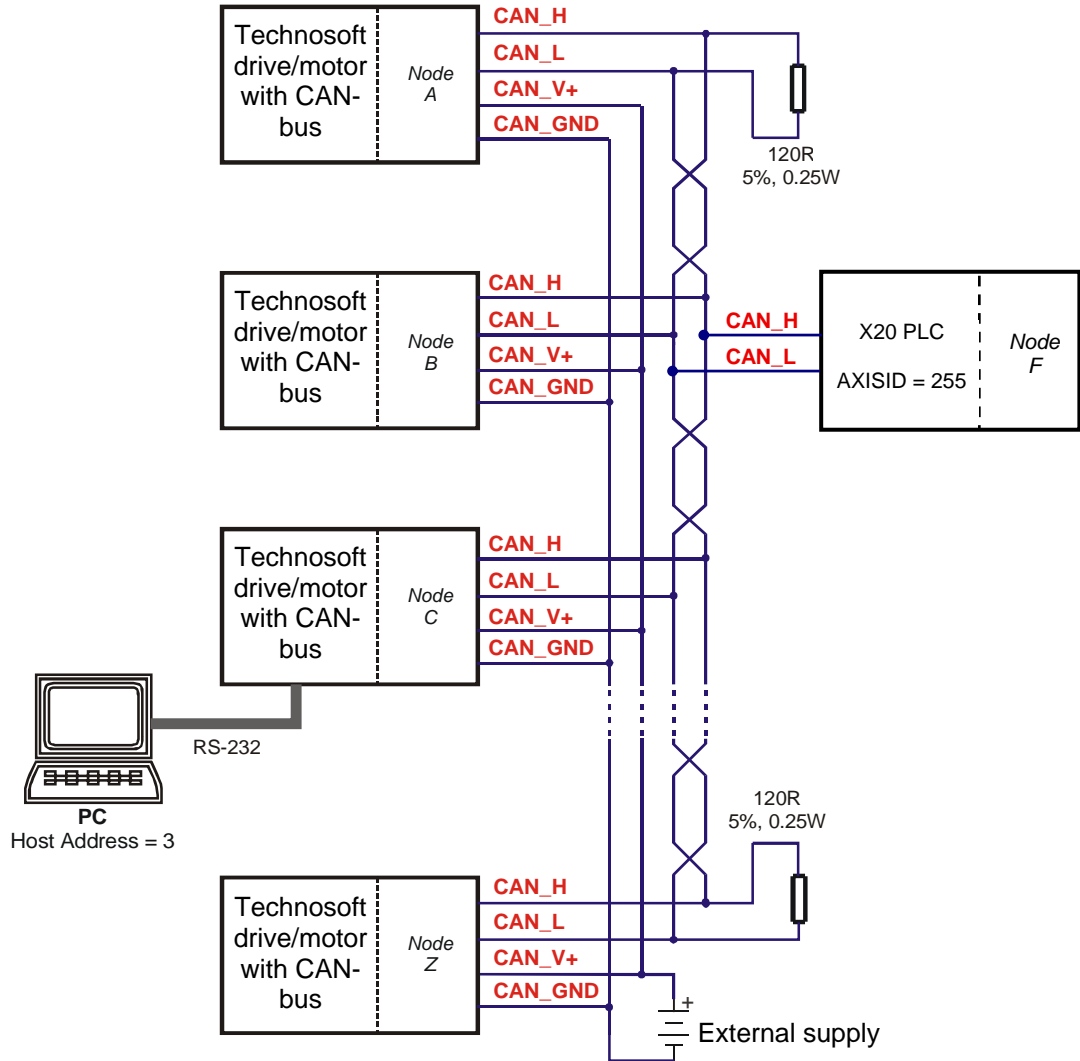 Technosoft
drive/motor
with CAN-
bus
Node
A
CAN_H
CAN_L
CAN_V+
CAN_GND
120R
5%, 0.25W
Technosoft
drive/motor
with CAN-
bus
Node
B
CAN_H
CAN_L
CAN_V+
CAN_GND
CAN_H
CAN_L
X20 PLC
AXISID = 255
Node
F
Technosoft
drive/motor
with CAN-
bus
Node
C
CAN_H
CAN_L
CAN_V+
CAN_GND
RS-232
PC
Host Address = 3
120R
5%, 0.25W
Technosoft
drive/motor
with CAN-
bus
Node
Z
CAN_H
CAN_L
CAN_V+
CAN_GND
+
External supply